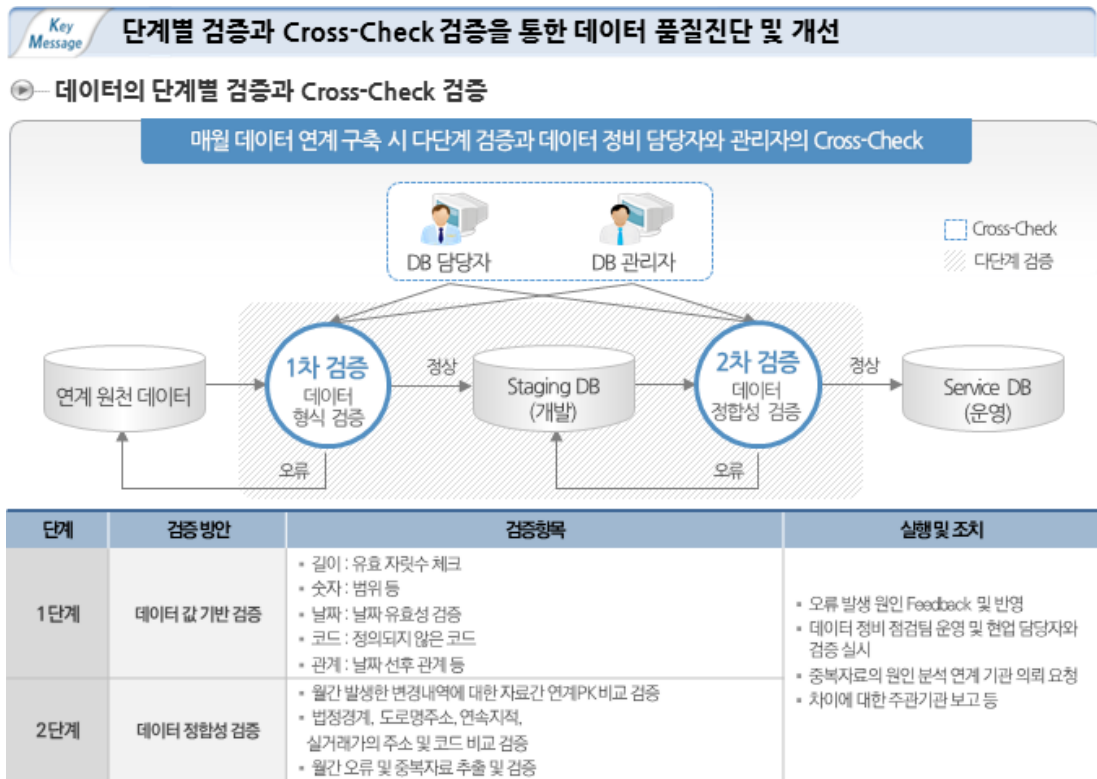 Key
Message
단계별 검증과 Cross-Check 검증을 통한 데이터 품질진단 및 개선
데이터의 단계별 검증과 Cross-Check 검증
매월 데이터 연계 구축 시 다단계 검증과 데이터 정비 담당자와 관리자의 Cross-Check
DB 담당자
DB 관리자
Cross-Check
다단계 검증
연계 원천 데이터
1차 검증
데이터
형식 검증
정상
Staging DB
(개발)
2차 검증
데이터
정합성 검증
정상
Service DB
(운영)
오류
오류
단계
검증 방안
검증항목
실행 및 조치
1단계
데이터 값 기반 검증
▪ 길이 : 유효 자릿수 체크
▪ 숫자 : 범위 등
▪ 날짜 : 날짜 유효성 검증
▪ 코드 : 정의되지 않은 코드
▪ 관계 : 날짜 선후 관계 등
2단계
데이터 정합성 검증
▪ 월간 발생한 변경내역에 대한 자료간 연계PK 비교 검증
▪ 법정경계, 도로명주소, 연속지적,
실거래가의 주소 및 코드 비교 검증
▪ 월간 오류 및 중복자료 추출 및 검증
▪ 오류 발생 원인 Feedback 및 반영
▪ 데이터 정비 점검팀 운영 및 현업 담당자와
검증 실시
▪ 중복자료의 원인 분석 연계 기관 의뢰 요청
▪ 차이에 대한 주관기관 보고 등